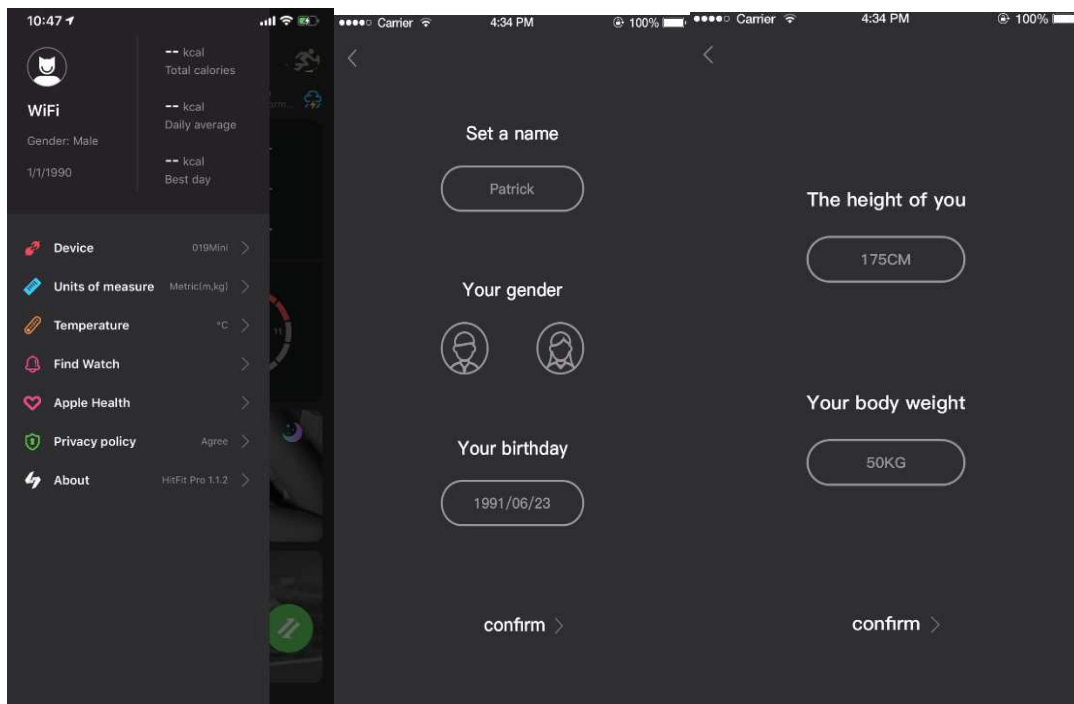 10:47
-- kcal
Total calories
WiFi
-- kcal
Daily average
Gender: Male
1/1/1990
-- kcal
Best day
Device 019Mini
Units of measure Metric(m,kg)
Temperature °C
Find Watch
Apple Health
Privacy policy Agree
About HitFit Pro 1.1.2
11
Carrier 4:34 PM 100%
Set a name
Patrick
Your gender
Your birthday
1991/06/23
confirm
Carrier 4:34 PM 100%
The height of you
175CM
Your body weight
50KG
confirm